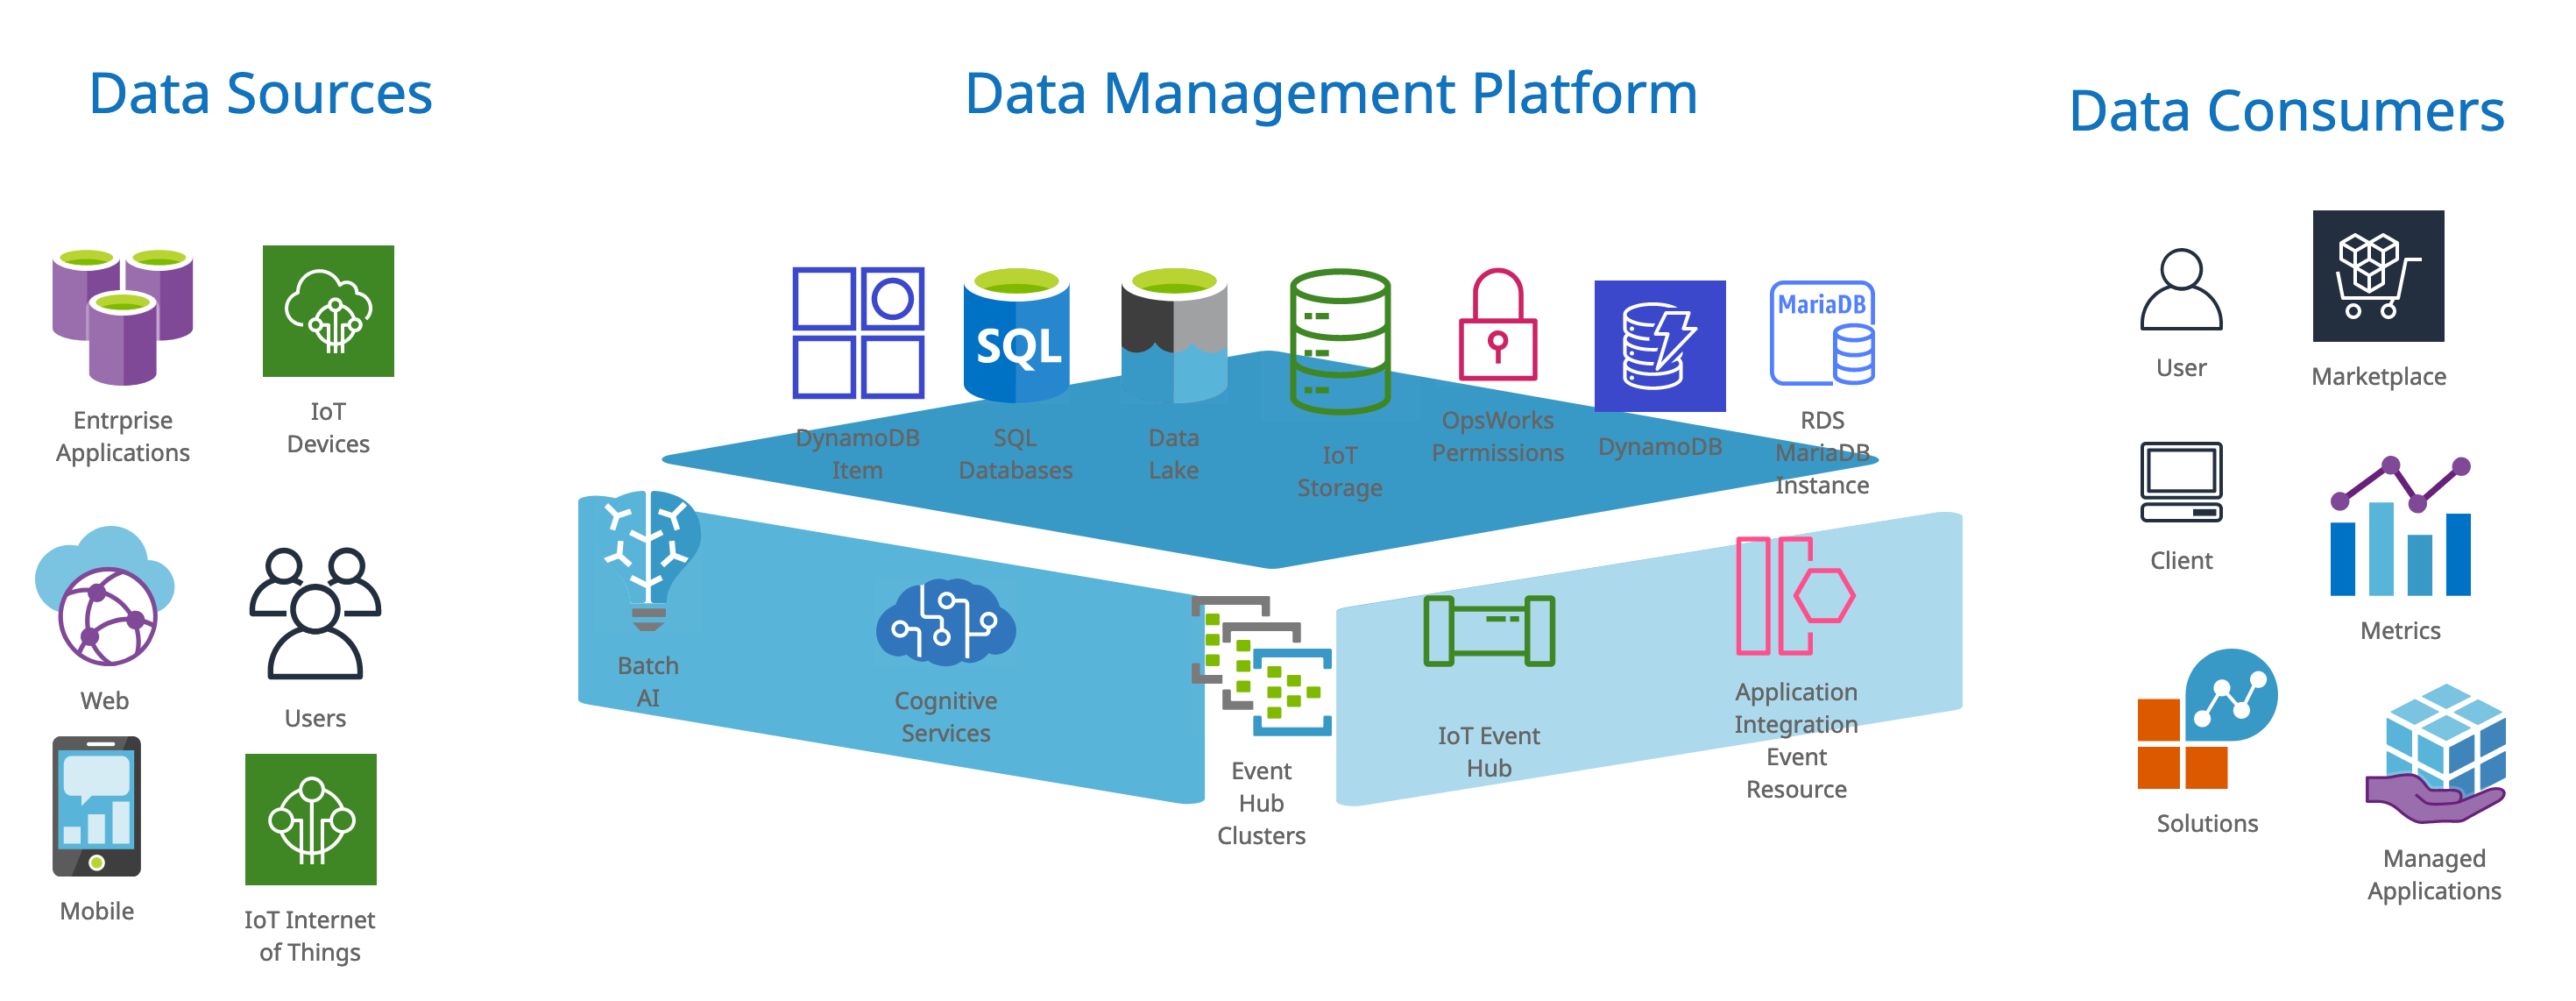 Data Sources
Data Management Platform
Data Consumers
Entrprise
Applications
IoT
Devices
Web
Users
Mobile
IoT Internet
of Things
DynamoDB
Item
SQL
SQL
Databases
Data
Lake
IoT
Storage
OpsWorks
Permissions
DynamoDB
MariaDB
RDS
MariaDB
Instance
Batch
AI
Cognitive
Services
Event
Hub
Clusters
IoT Event
Hub
Application
Integration
Event
Resource
User
Marketplace
Client
Metrics
Solutions
Managed
Applications